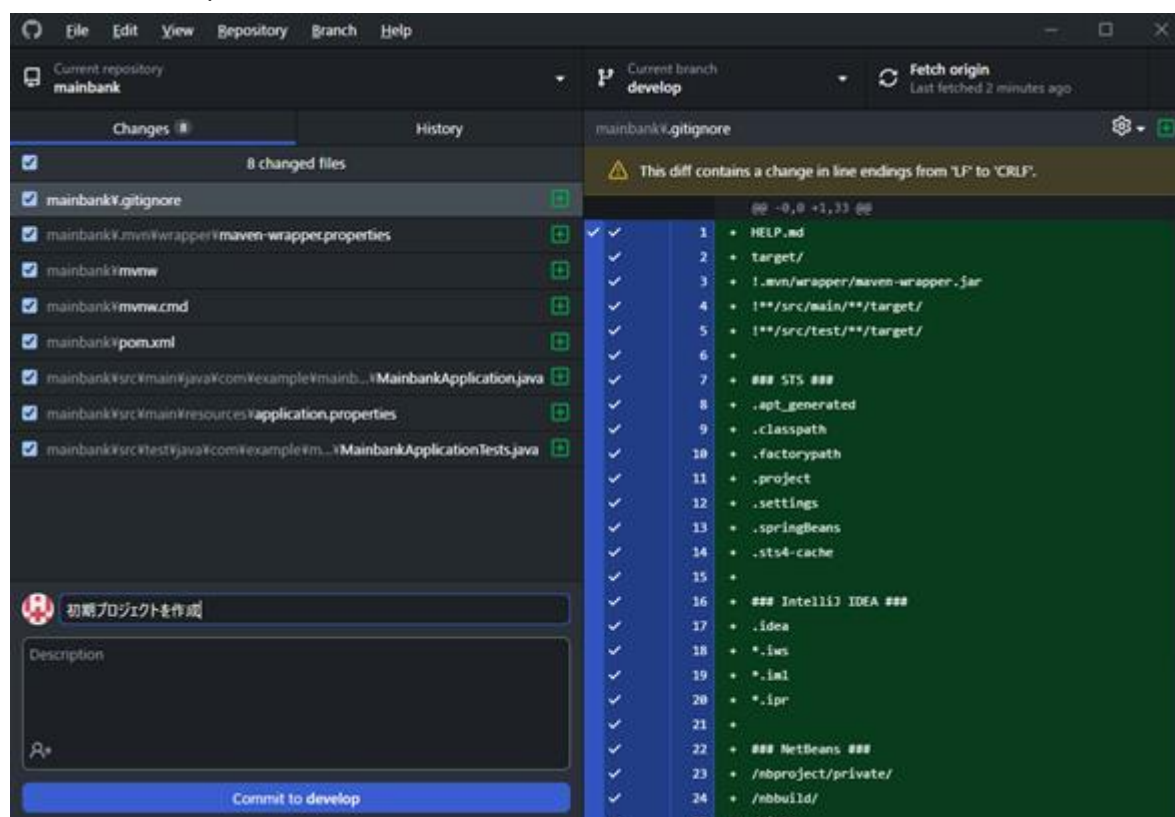 File Edit View Repository Branch Help
Current repository
mainbank
Current branch
develop
Fetch origin
Last fetched 2 minutes ago
Changes 8
History
8 changed files
mainbank¥.gitignore
mainbank¥.mvn¥wrapper¥maven-wrapper.properties
mainbank¥mvnw
mainbank¥mvnw.cmd
mainbank¥pom.xml
mainbank¥src¥main¥java¥com¥example¥mainb...¥MainbankApplication.java
mainbank¥src¥main¥resources¥application.properties
mainbank¥src¥test¥java¥com¥example¥m...¥MainbankApplicationTests.java
初期プロジェクトを作成
Description
Commit to develop
mainbank¥.gitignore
This diff contains a change in line endings from 'LF' to 'CRLF'.
@@ -0,0 +1,33 @@
1 + HELP.md
2 + target/
3 + !.mvn/wrapper/maven-wrapper.jar
4 + !**/src/main/**/target/
5 + !**/src/test/**/target/
6 +
7 + ### STS ###
8 + .apt_generated
9 + .classpath
10 + .factorypath
11 + .project
12 + .settings
13 + .springBeans
14 + .sts4-cache
15 +
16 + ### IntelliJ IDEA ###
17 + .idea
18 + *.iws
19 + *.iml
20 + *.ipr
21 +
22 + ### NetBeans ###
23 + /nbproject/private/
24 + /nbbuild/